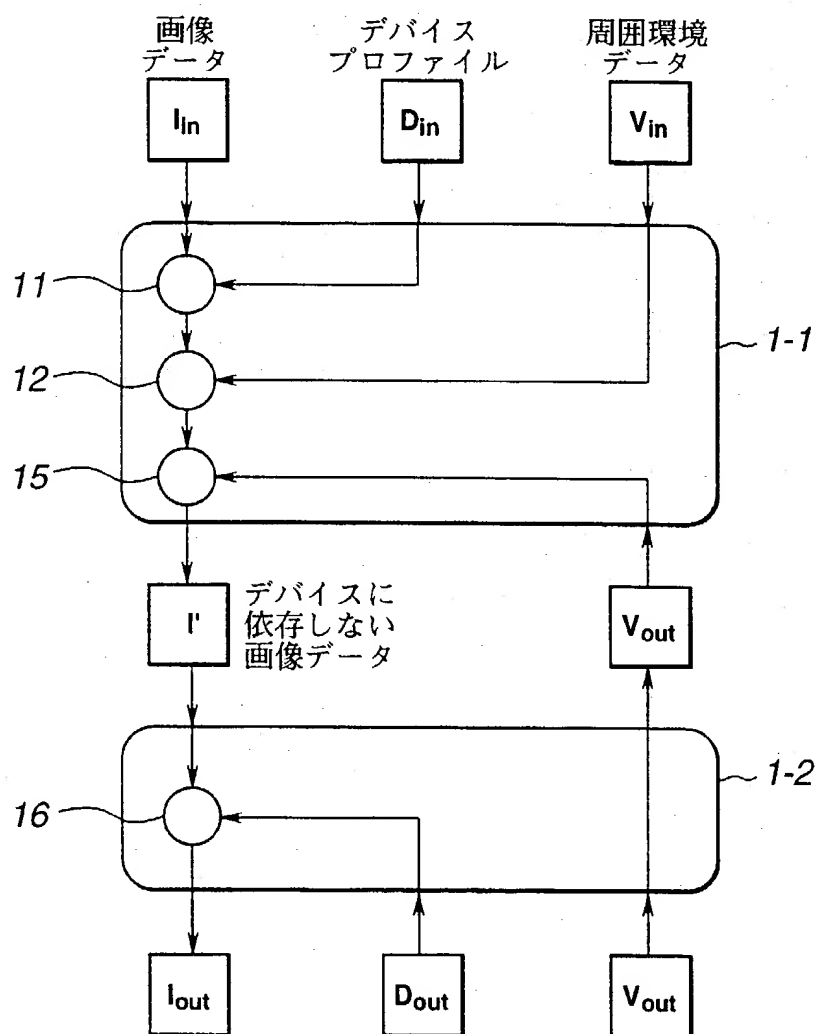 画像
データ
デバイス
プロファイル
周囲環境
データ
Iin
Din
Vin
11
12
15
1-1
I'
デバイスに
依存しない
画像データ
Vout
16
1-2
Iout
Dout
Vout